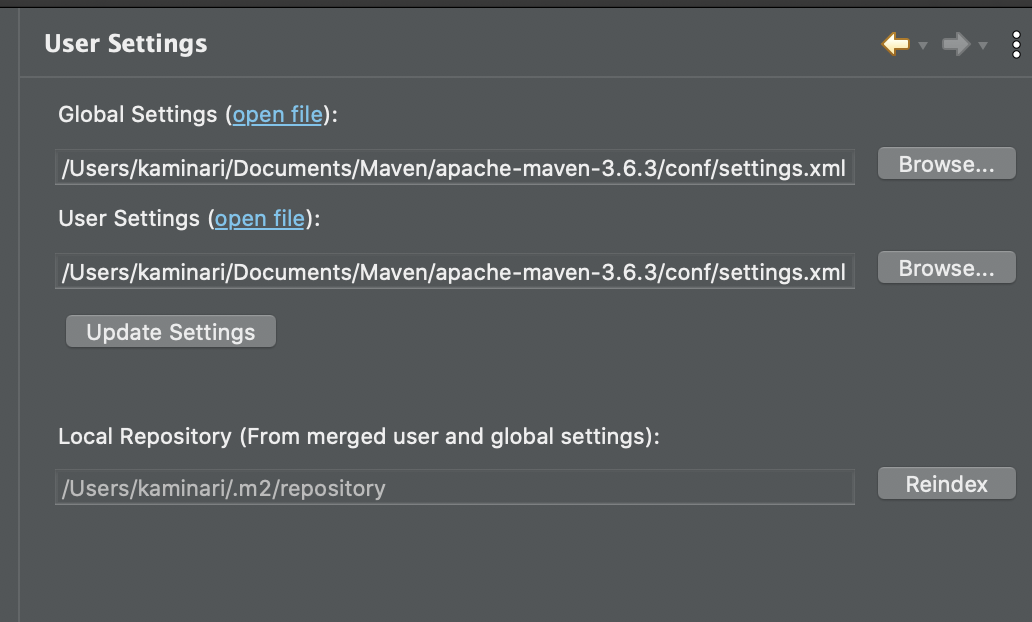 User Settings
Global Settings (open file):
/Users/kaminari/Documents/Maven/apache-maven-3.6.3/conf/settings.xml
Browse...
User Settings (open file):
/Users/kaminari/Documents/Maven/apache-maven-3.6.3/conf/settings.xml
Browse...
Update Settings
Local Repository (From merged user and global settings):
/Users/kaminari/.m2/repository
Reindex